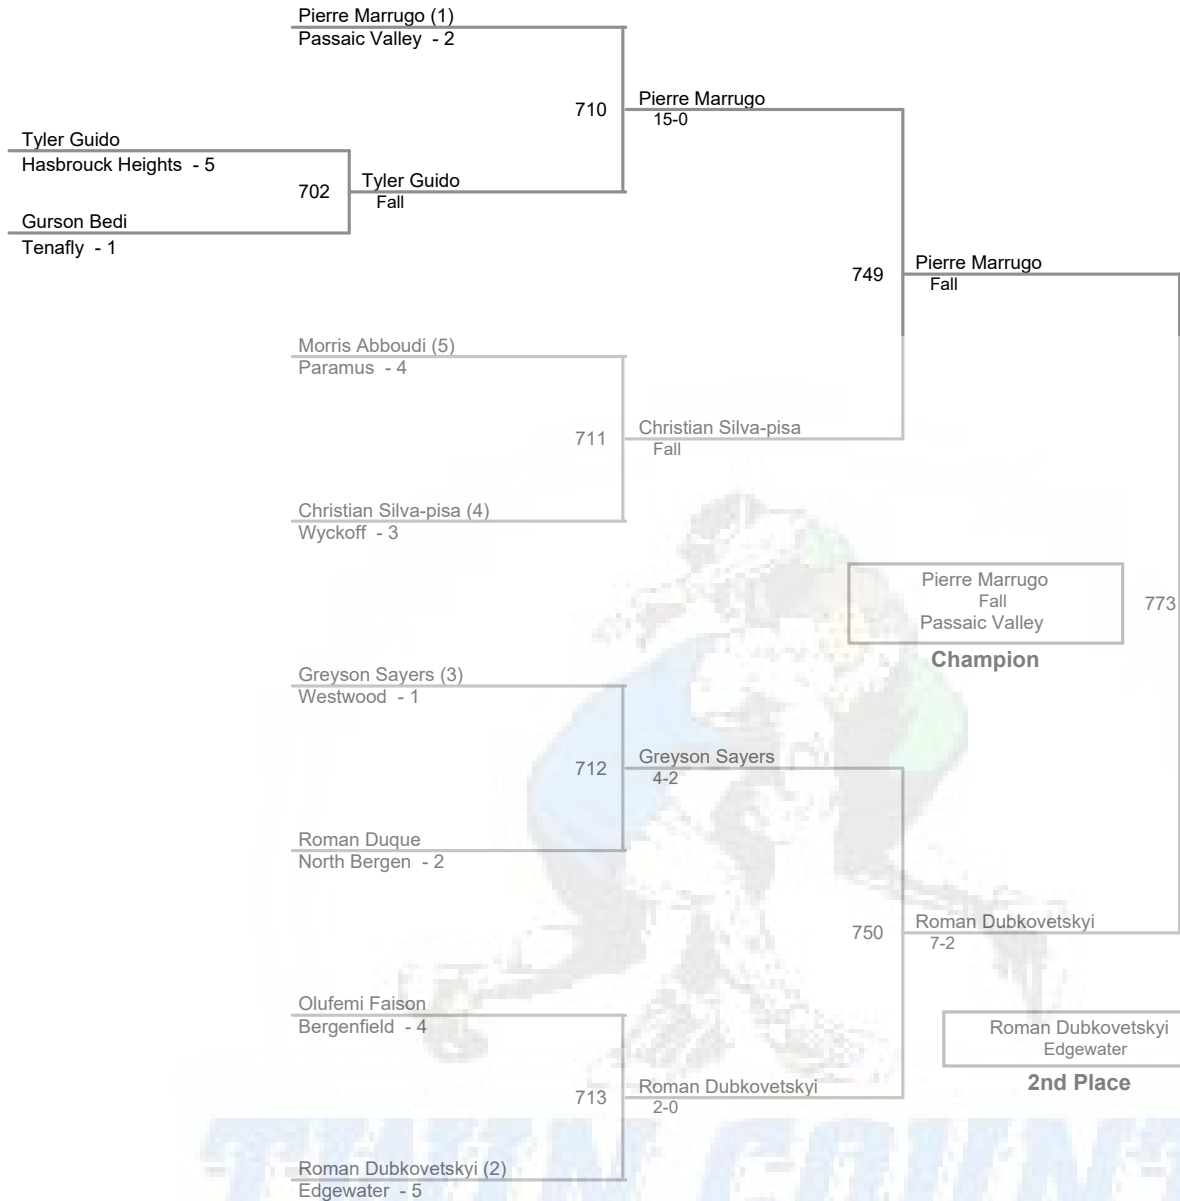 Pierre Marrugo (1)
Passaic Valley - 2
710
Pierre Marrugo
15-0
Tyler Guido
Hasbrouck Heights - 5
702
Tyler Guido
Fall
Gurson Bedi
Tenafly - 1
749
Pierre Marrugo
Fall
Morris Abboudi (5)
Paramus - 4
711
Christian Silva-pisa
Fall
Christian Silva-pisa (4)
Wyckoff - 3
Pierre Marrugo
Fall
Passaic Valley
773
Champion
Greyson Sayers (3)
Westwood - 1
712
Greyson Sayers
4-2
Roman Duque
North Bergen - 2
750
Roman Dubkovetskyi
7-2
Olufemi Faison
Bergenfield - 4
Roman Dubkovetskyi
Edgewater
2nd Place
713
Roman Dubkovetskyi
2-0
Roman Dubkovetskyi (2)
Edgewater - 5